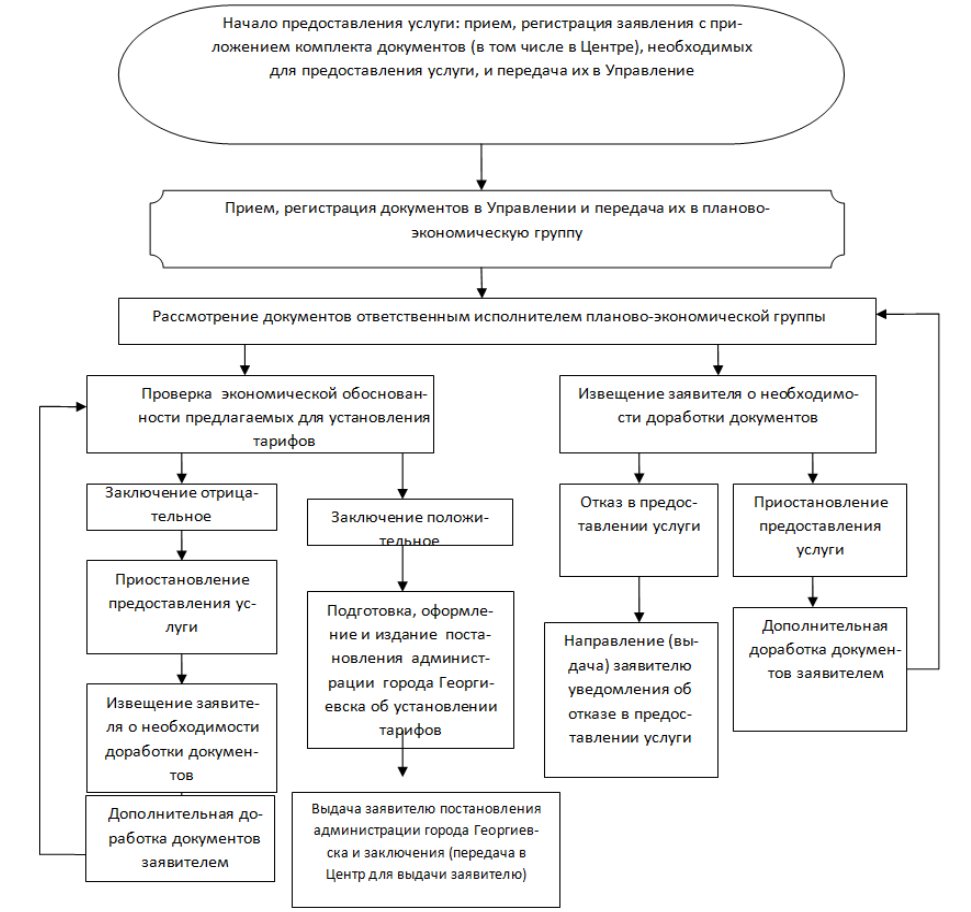 Начало предоставления услуги: прием, регистрация заявления с при-
ложением комплекта документов (в том числе в Центре), необходимых
для предоставления услуги, и передача их в Управление
Прием, регистрация документов в Управлении и передача их в планово-
экономическую группу
Рассмотрение документов ответственным исполнителем планово-экономической группы
Проверка экономической обоснован-
ности предлагаемых для установления
тарифов
Извещение заявителя о необходимо-
сти доработки документов
Заключение отрица-
тельное
Заключение положи-
тельное
Отказ в предос-
тавлении услуги
Приостановление
предоставления
услуги
Приостановление
предоставления ус-
луги
Подготовка, оформле-
ние и издание поста-
новления админист-
рации города Георги-
евска об установлении
тарифов
Направление (вы-
дача) заявителю
уведомления об
отказе в предос-
тавлении услуги
Дополнительная
доработка докумен-
тов заявителем
Извещение заявите-
ля о необходимости
доработки докумен-
тов
Дополнительная до-
работка документов
заявителем
Выдача заявителю постановления
администрации города Георгиев-
ска и заключения (передача в
Центр для выдачи заявителю)